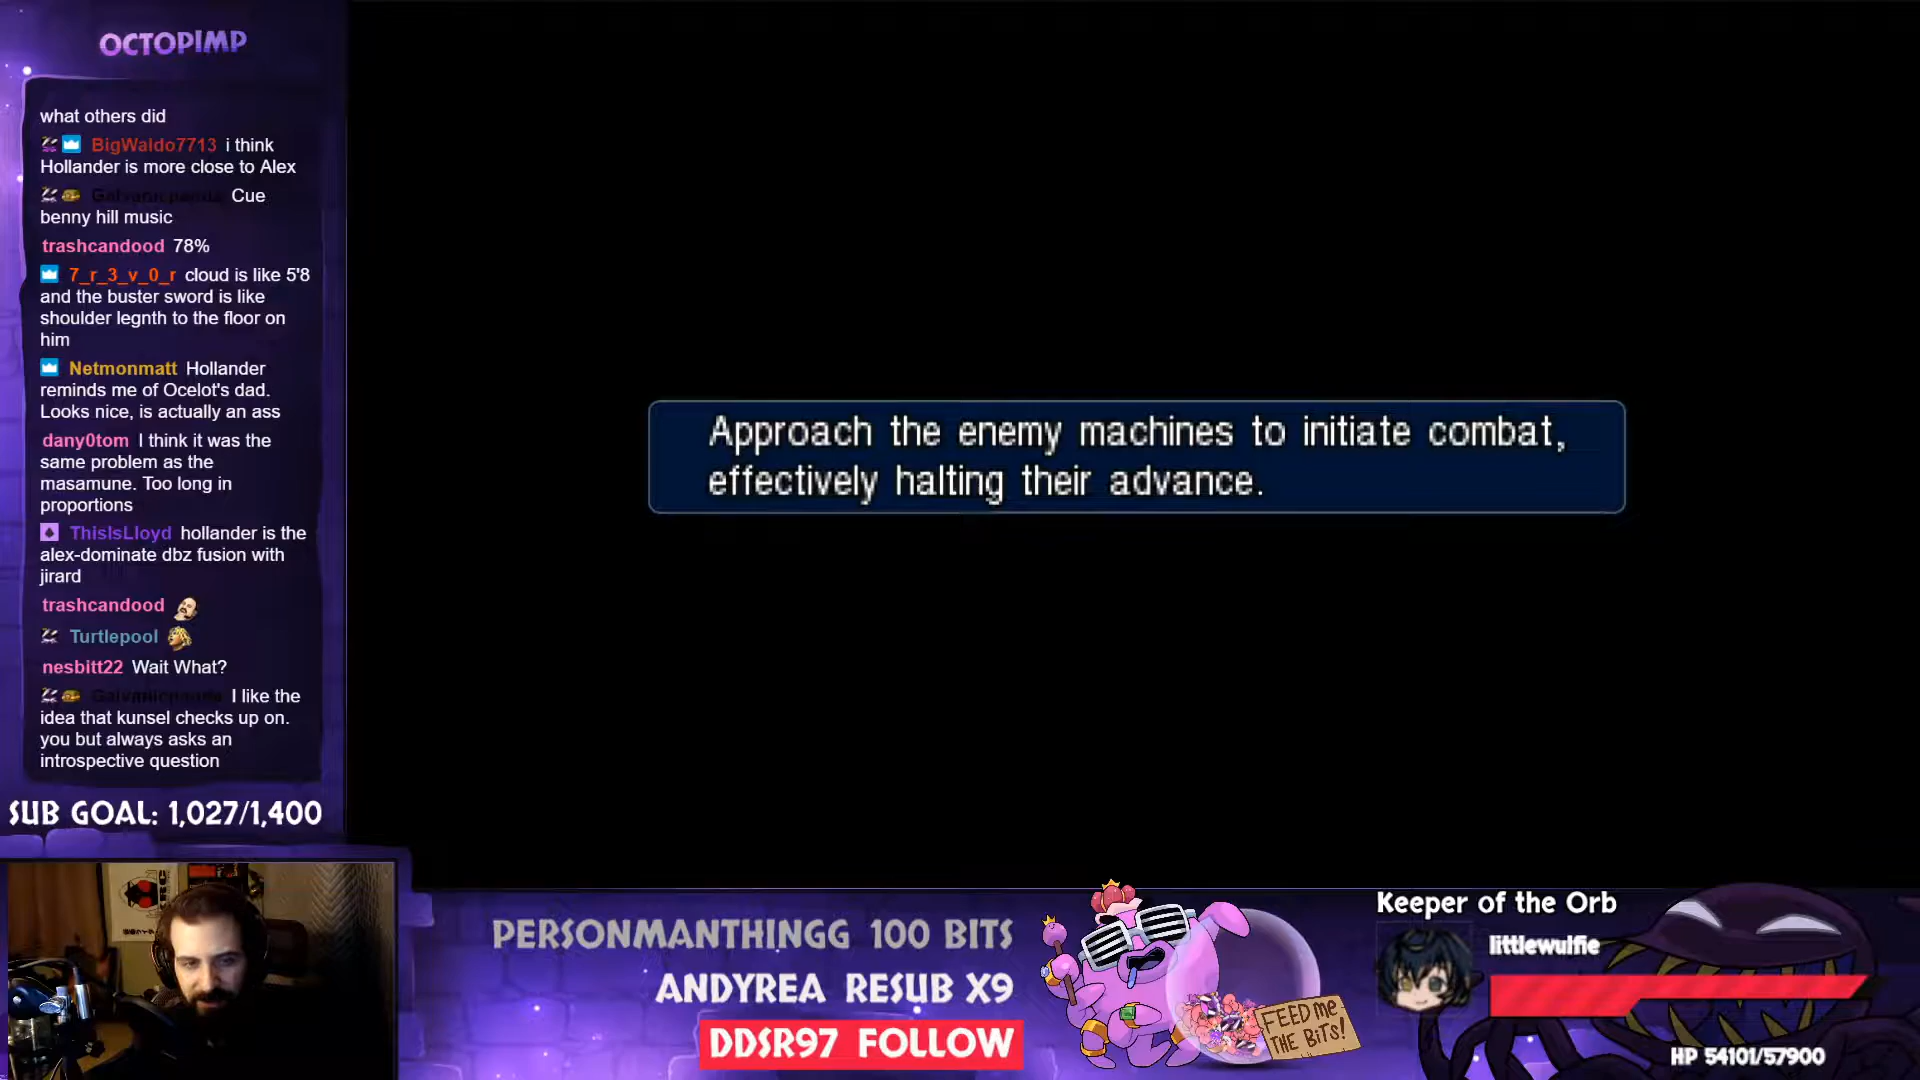 OCTOPIMP
what others did
BigWaldo7713 i think
Hollander is more close to Alex
Cue
benny hill music
trashcandood 78%
7_r_3_v_0_r cloud is like 5'8
and the buster sword is like
shoulder legnth to the floor on
him
Netmonmatt Hollander
reminds me of Ocelot's dad.
Looks nice, is actually an ass
dany0tom I think it was the
same problem as the
masamune. Too long in
proportions
ThisIsLloyd hollander is the
alex-dominate dbz fusion with
jirard
trashcandood
Turtlepool
nesbitt22 Wait What?
I like the
idea that kunsel checks up on.
you but always asks an
introspective question
SUB GOAL: 1,027/1,400
Approach the enemy machines to initiate combat,
effectively halting their advance.
PERSONMANTHINGG 100 BITS
ANDYREA RESUB X9
DDSR97 FOLLOW
FEED ME
THE BITS!
Keeper of the Orb
littlewulfie
HP 54101/57900